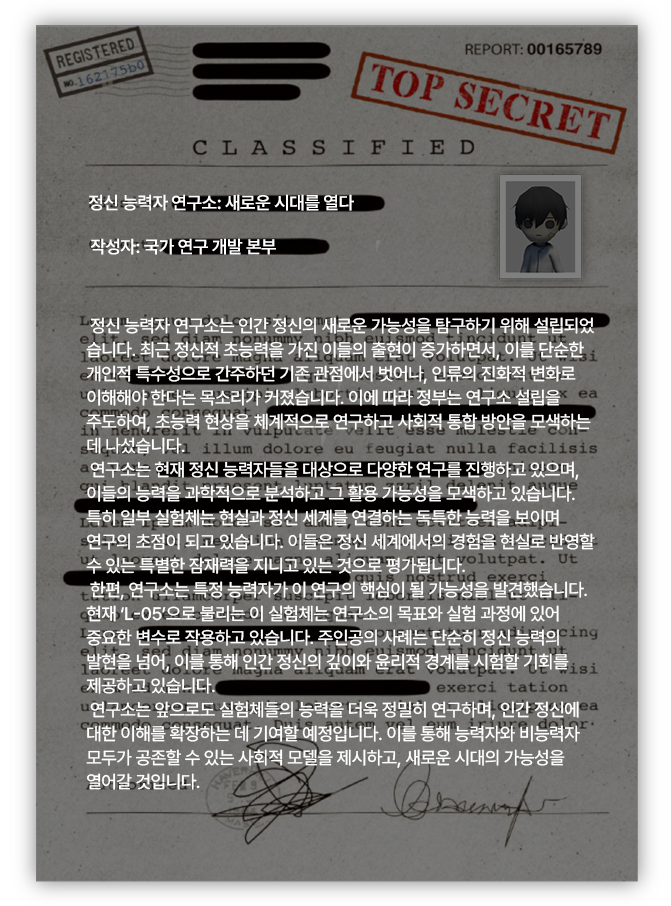 REGISTERED
NO. 162175b0
REPORT: 00165789
TOP SECRET
CLASSIFIED
정신 능력자 연구소: 새로운 시대를 열다
작성자: 국가 연구 개발 본부
정신 능력자 연구소는 인간 정신의 새로운 가능성을 탐구하기 위해 설립되었
습니다. 최근 정신적 초능력을 가진 이들의 출현이 증가하면서, 이를 단순한
개인적 특수성으로 간주하던 기존 관점에서 벗어나, 인류의 진화적 변화로
이해해야 한다는 목소리가 커졌습니다. 이에 따라 정부는 연구소 설립을
주도하여, 초능력 현상을 체계적으로 연구하고 사회적 통합 방안을 모색하는
데 나섰습니다.
연구소는 현재 정신 능력자들을 대상으로 다양한 연구를 진행하고 있으며,
이들의 능력을 과학적으로 분석하고 그 활용 가능성을 모색하고 있습니다.
특히 일부 실험체는 현실과 정신 세계를 연결하는 독특한 능력을 보이며
연구의 초점이 되고 있습니다. 이들은 정신 세계에서의 경험을 현실로 반영할
수 있는 특별한 잠재력을 지니고 있는 것으로 평가됩니다.
한편, 연구소는 특정 능력자가 이 연구의 핵심이 될 가능성을 발견했습니다.
현재 ‘L-05’으로 불리는 이 실험체는 연구소의 목표와 실험 과정에 있어
중요한 변수로 작용하고 있습니다. 주인공의 사례는 단순히 정신 능력의
발현을 넘어, 이를 통해 인간 정신의 깊이와 윤리적 경계를 시험할 기회를
제공하고 있습니다.
exerci tation
연구소는 앞으로도 실험체들의 능력을 더욱 정밀히 연구하며, 인간 정신에
대한 이해를 확장하는 데 기여할 예정입니다. 이를 통해 능력자와 비능력자
모두가 공존할 수 있는 사회적 모델을 제시하고, 새로운 시대의 가능성을
열어갈 것입니다.